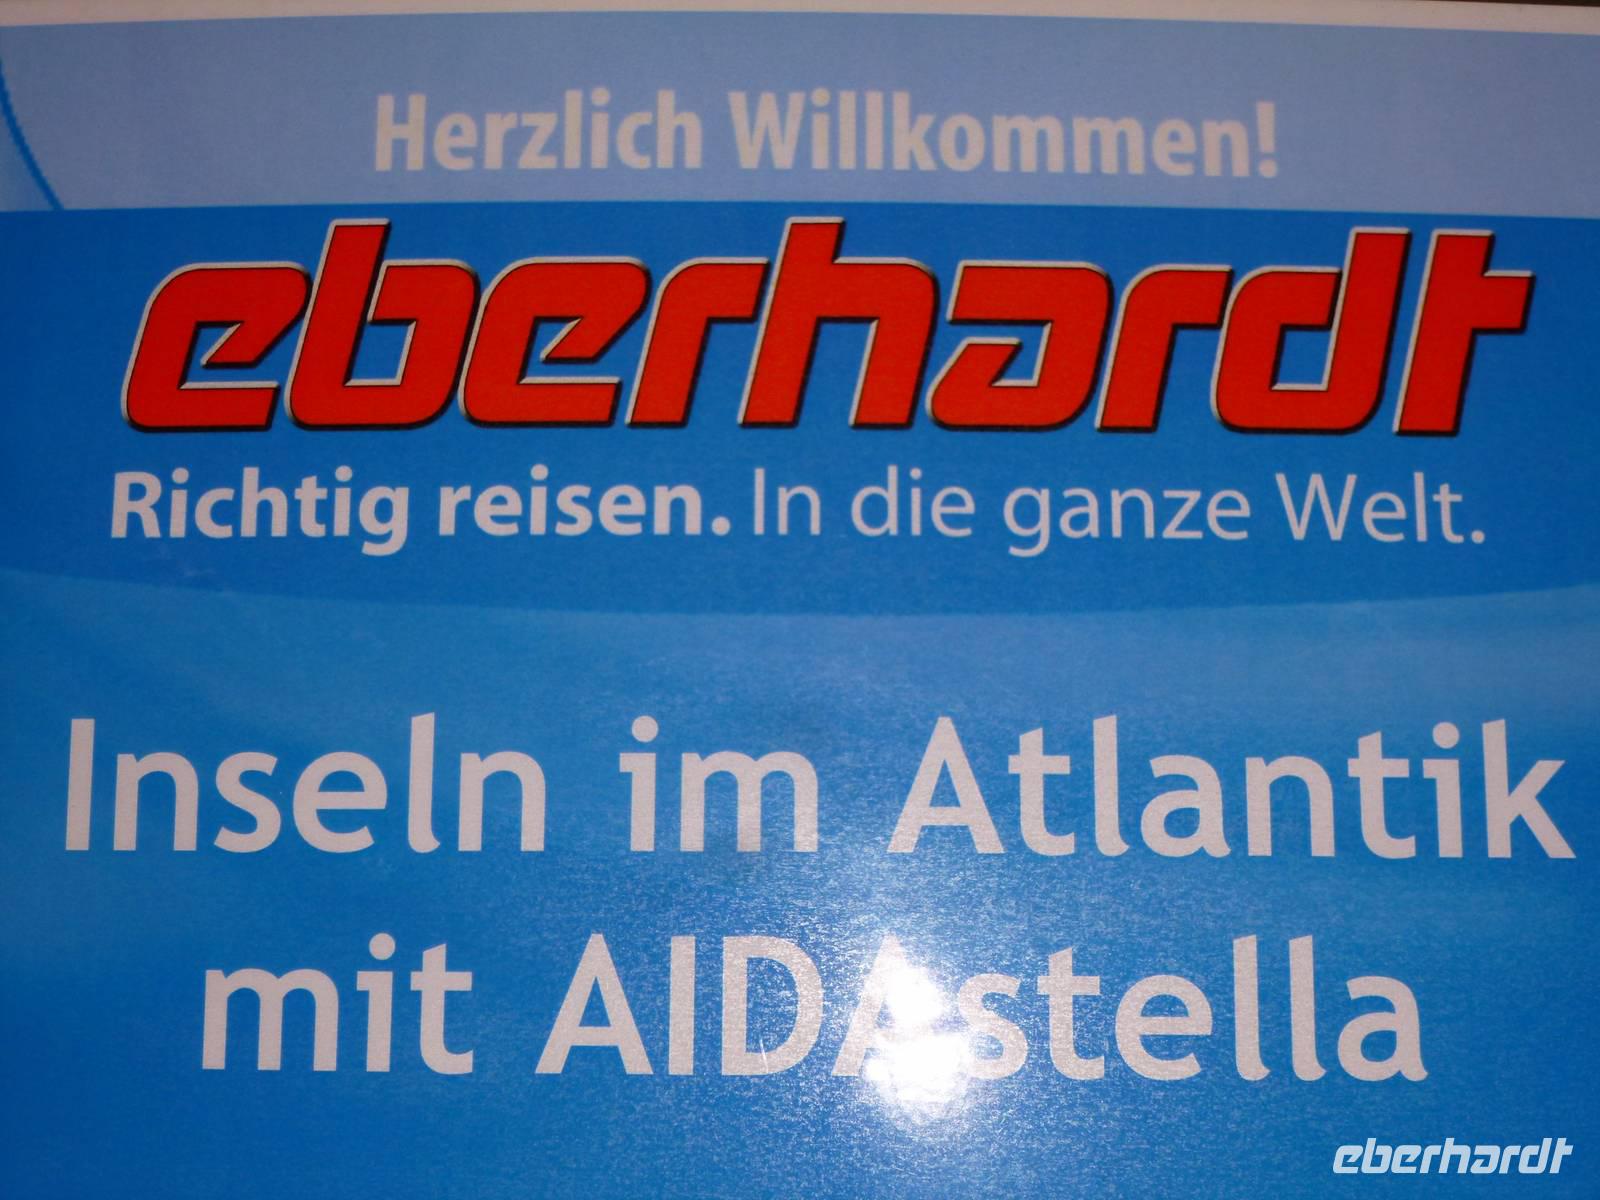 Herzlich Willkommen!
eberhardt
Richtig reisen. In die ganze Welt.
Inseln im Atlantik
mit AIDAstella
eberhardt